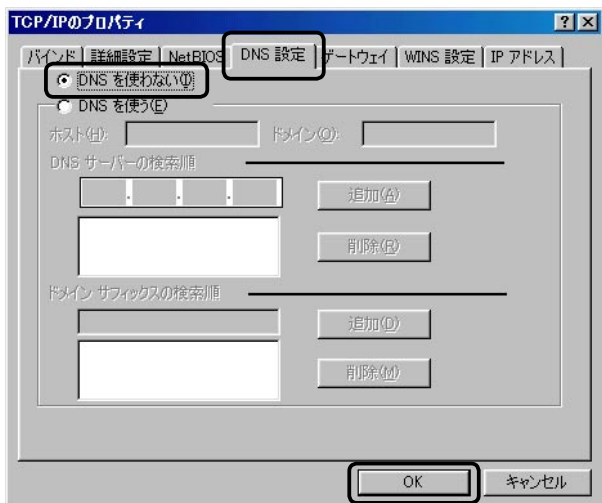 TCP/IPのプロパティ
バインド 詳細設定 NetBIOS DNS 設定 ゲートウェイ WINS 設定 IP アドレス
DNS を使わない(I)
DNS を使う(E)
ホスト(H): ドメイン(O):
DNS サーバーの検索順
追加(A)
削除(R)
ドメイン サフィックスの検索順
追加(D)
削除(M)
OK キャンセル